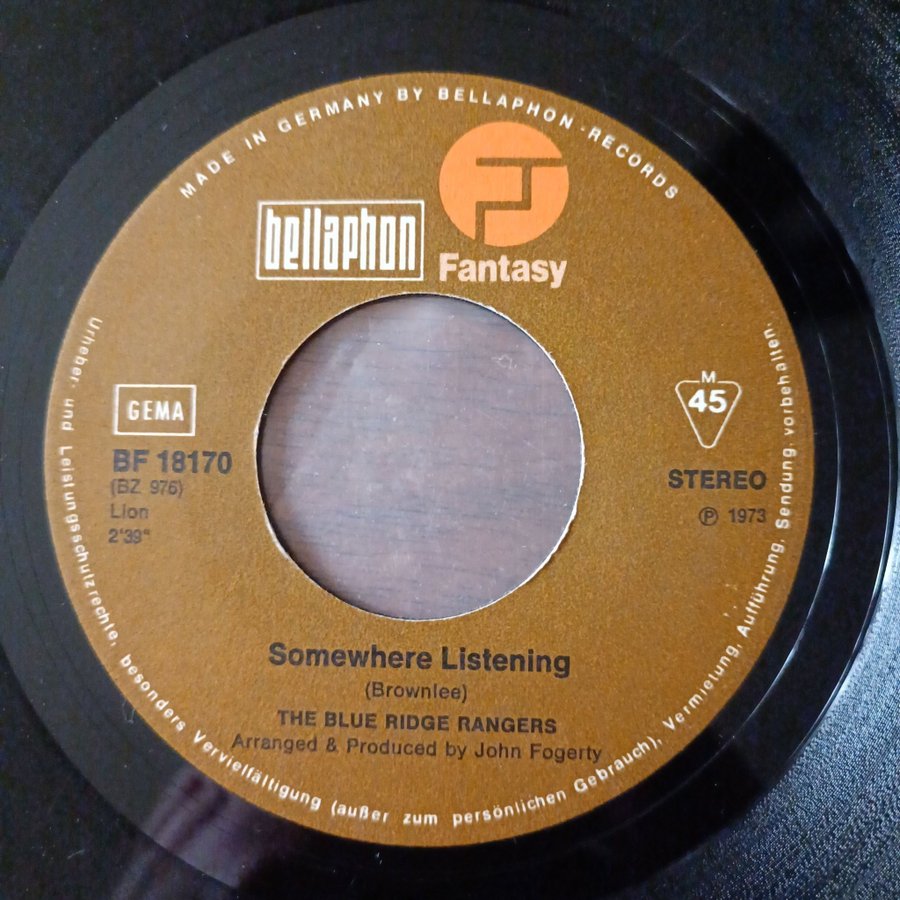 MADE IN GERMANY BY BELLAPHON-RECORDS
bellaphon
Fantasy
GEMA
BF 18170
(BZ 976)
Lion
2'39"
M
45
STEREO
℗ 1973
Somewhere Listening
(Brownlee)
THE BLUE RIDGE RANGERS
Arranged & Produced by John Fogerty
Urheber- und Leistungsschutzrechte, besonders Vervielfältigung (außer zum persönlichen Gebrauch), Vermietung, Aufführung, Sendung, vorbehalten.